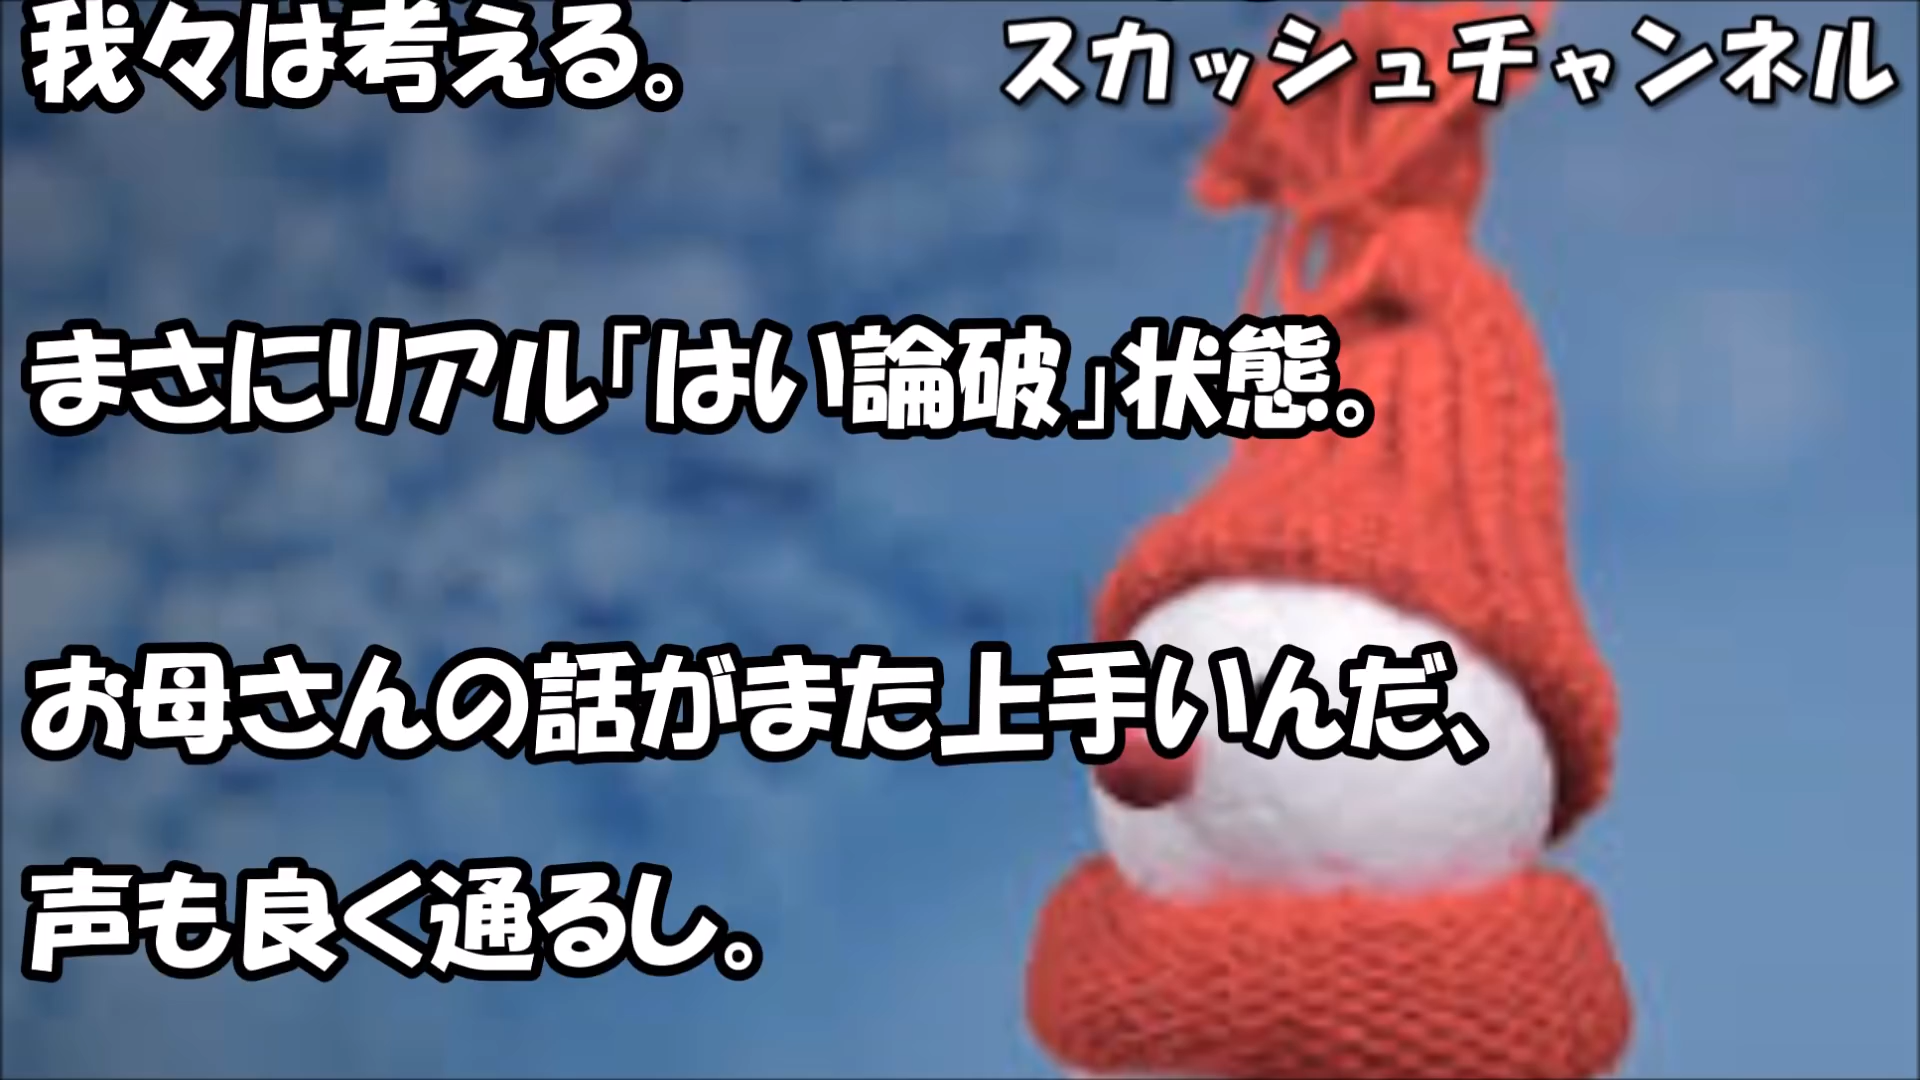 我々は考える。
スカッシュチャンネル
まさにリアル「はい論破」状態。
お母さんの話がまた上手いんだ、
声も良く通るし。